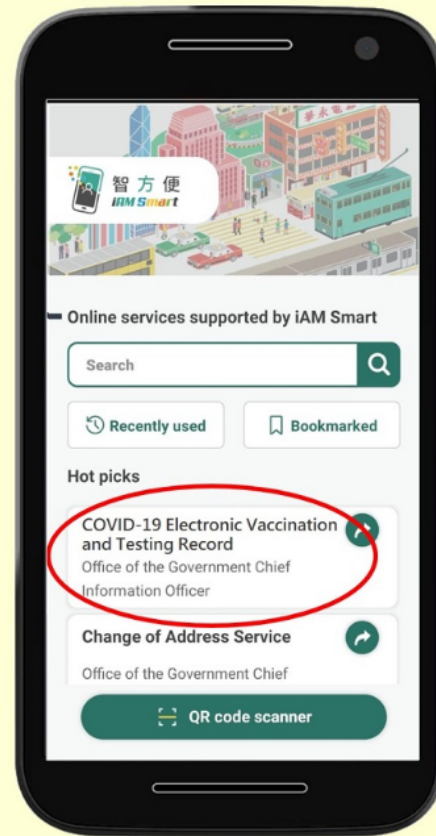 智方便
iAM Smart
Online services supported by iAM Smart
Search
Recently used
Bookmarked
Hot picks
COVID-19 Electronic Vaccination
and Testing Record
Office of the Government Chief
Information Officer
Change of Address Service
Office of the Government Chief
QR code scanner